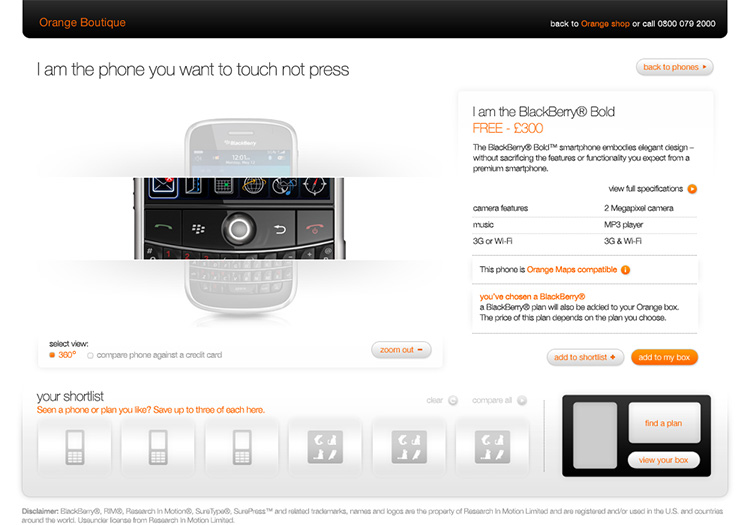 Orange Boutique
back to Orange shop or call 0800 079 2000
I am the phone you want to touch not press
back to phones
I am the BlackBerry® Bold
FREE - £300
The BlackBerry® Bold™ smartphone embodies elegant design –
without sacrificing the features or functionality you expect from a
premium smartphone.
view full specifications
camera features 2 Megapixel camera
music MP3 player
3G or Wi-Fi 3G & Wi-Fi
This phone is Orange Maps compatible
you've chosen a BlackBerry®
a BlackBerry® plan will also be added to your Orange box.
The price of this plan depends on the plan you choose.
BlackBerry
12:01
select view:
360° compare phone against a credit card
zoom out
add to shortlist + add to my box
your shortlist
Seen a phone or plan you like? Save up to three of each here.
clear compare all
find a plan
view your box
Disclaimer: BlackBerry®, RIM®, Research In Motion®, SureType®, SurePress™ and related trademarks, names and logos are the property of Research In Motion Limited and are registered and/or used in the U.S. and countries
around the world. Usеunder license from Research In Motion Limited.